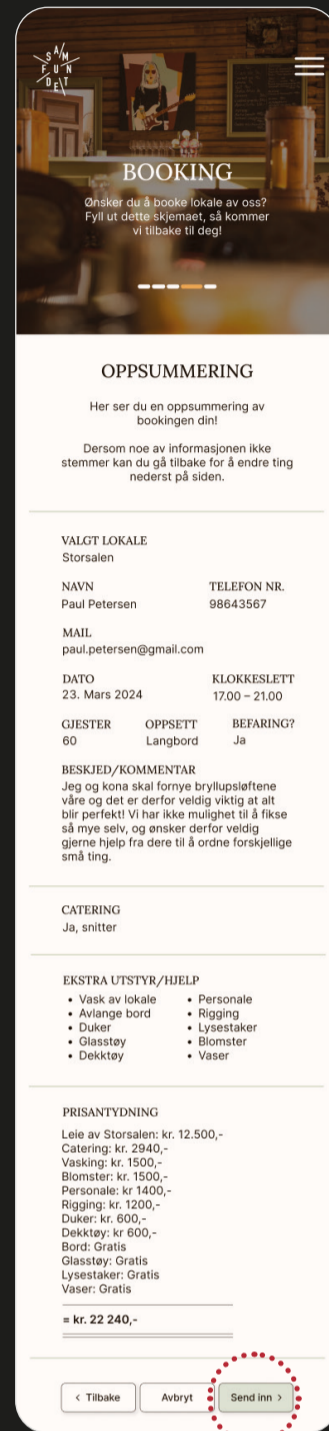 SAM
FUN
DET
BOOKING
Ønsker du å booke lokale av oss?
Fyll ut dette skjemaet, så kommer
vi tilbake til deg!
OPPSUMMERING
Her ser du en oppsummering av
bookingen din!
Dersom noe av informasjonen ikke
stemmer kan du gå tilbake for å endre ting
nederst på siden.
VALGT LOKALE
Storsalen
NAVN TELEFON NR.
Paul Petersen 98643567
MAIL
paul.petersen@gmail.com
DATO KLOKKESLETT
23. Mars 2024 17.00 – 21.00
GJESTER OPPSETT BEFARING?
60 Langbord Ja
BESKJED/KOMMENTAR
Jeg og kona skal fornye bryllupsløftene
våre og det er derfor veldig viktig at alt
blir perfekt! Vi har ikke mulighet til å fikse
så mye selv, og ønsker derfor veldig
gjerne hjelp fra dere til å ordne forskjellige
små ting.
CATERING
Ja, snitter
EKSTRA UTSTYR/HJELP
• Vask av lokale • Personale
• Avlange bord • Rigging
• Duker • Lysestaker
• Glasstøy • Blomster
• Dekktøy • Vaser
PRISANTYDNING
Leie av Storsalen: kr. 12.500,-
Catering: kr. 2940,-
Vasking: kr. 1500,-
Blomster: kr. 1500,-
Personale: kr 1400,-
Rigging: kr. 1200,-
Duker: kr. 600,-
Dekktøy: kr 600,-
Bord: Gratis
Glasstøy: Gratis
Lysestaker: Gratis
Vaser: Gratis
= kr. 22 240,-
< Tilbake Avbryt Send inn >